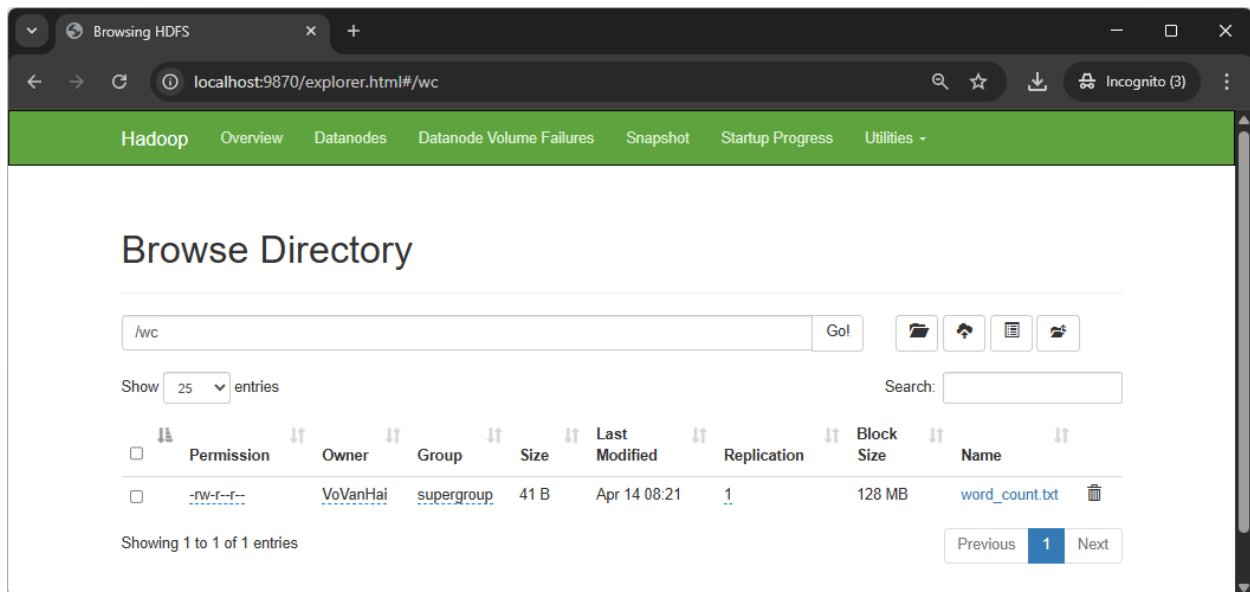 Browsing HDFS
localhost:9870/explorer.html#/wc
Incognito (3)
Hadoop Overview Datanodes Datanode Volume Failures Snapshot Startup Progress Utilities
Browse Directory
/wc Go!
Show 25 entries Search:
Permission Owner Group Size Last Modified Replication Block Size Name
-rw-r--r-- VoVanHai supergroup 41 B Apr 14 08:21 1 128 MB word_count.txt
Showing 1 to 1 of 1 entries Previous 1 Next